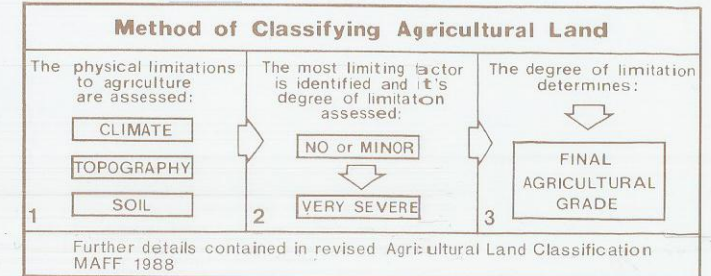 Method of Classifying Agricultural Land
The physical limitations
to agriculture
are assessed:
CLIMATE
TOPOGRAPHY
SOIL
1
The most limiting factor
is identified and it's
degree of limitaton
assessed:
NO or MINOR
VERY SEVERE
2
The degree of limitation
determines:
FINAL
AGRICULTURAL
GRADE
3
Further details contained in revised Agricultural Land Classification
MAFF 1988